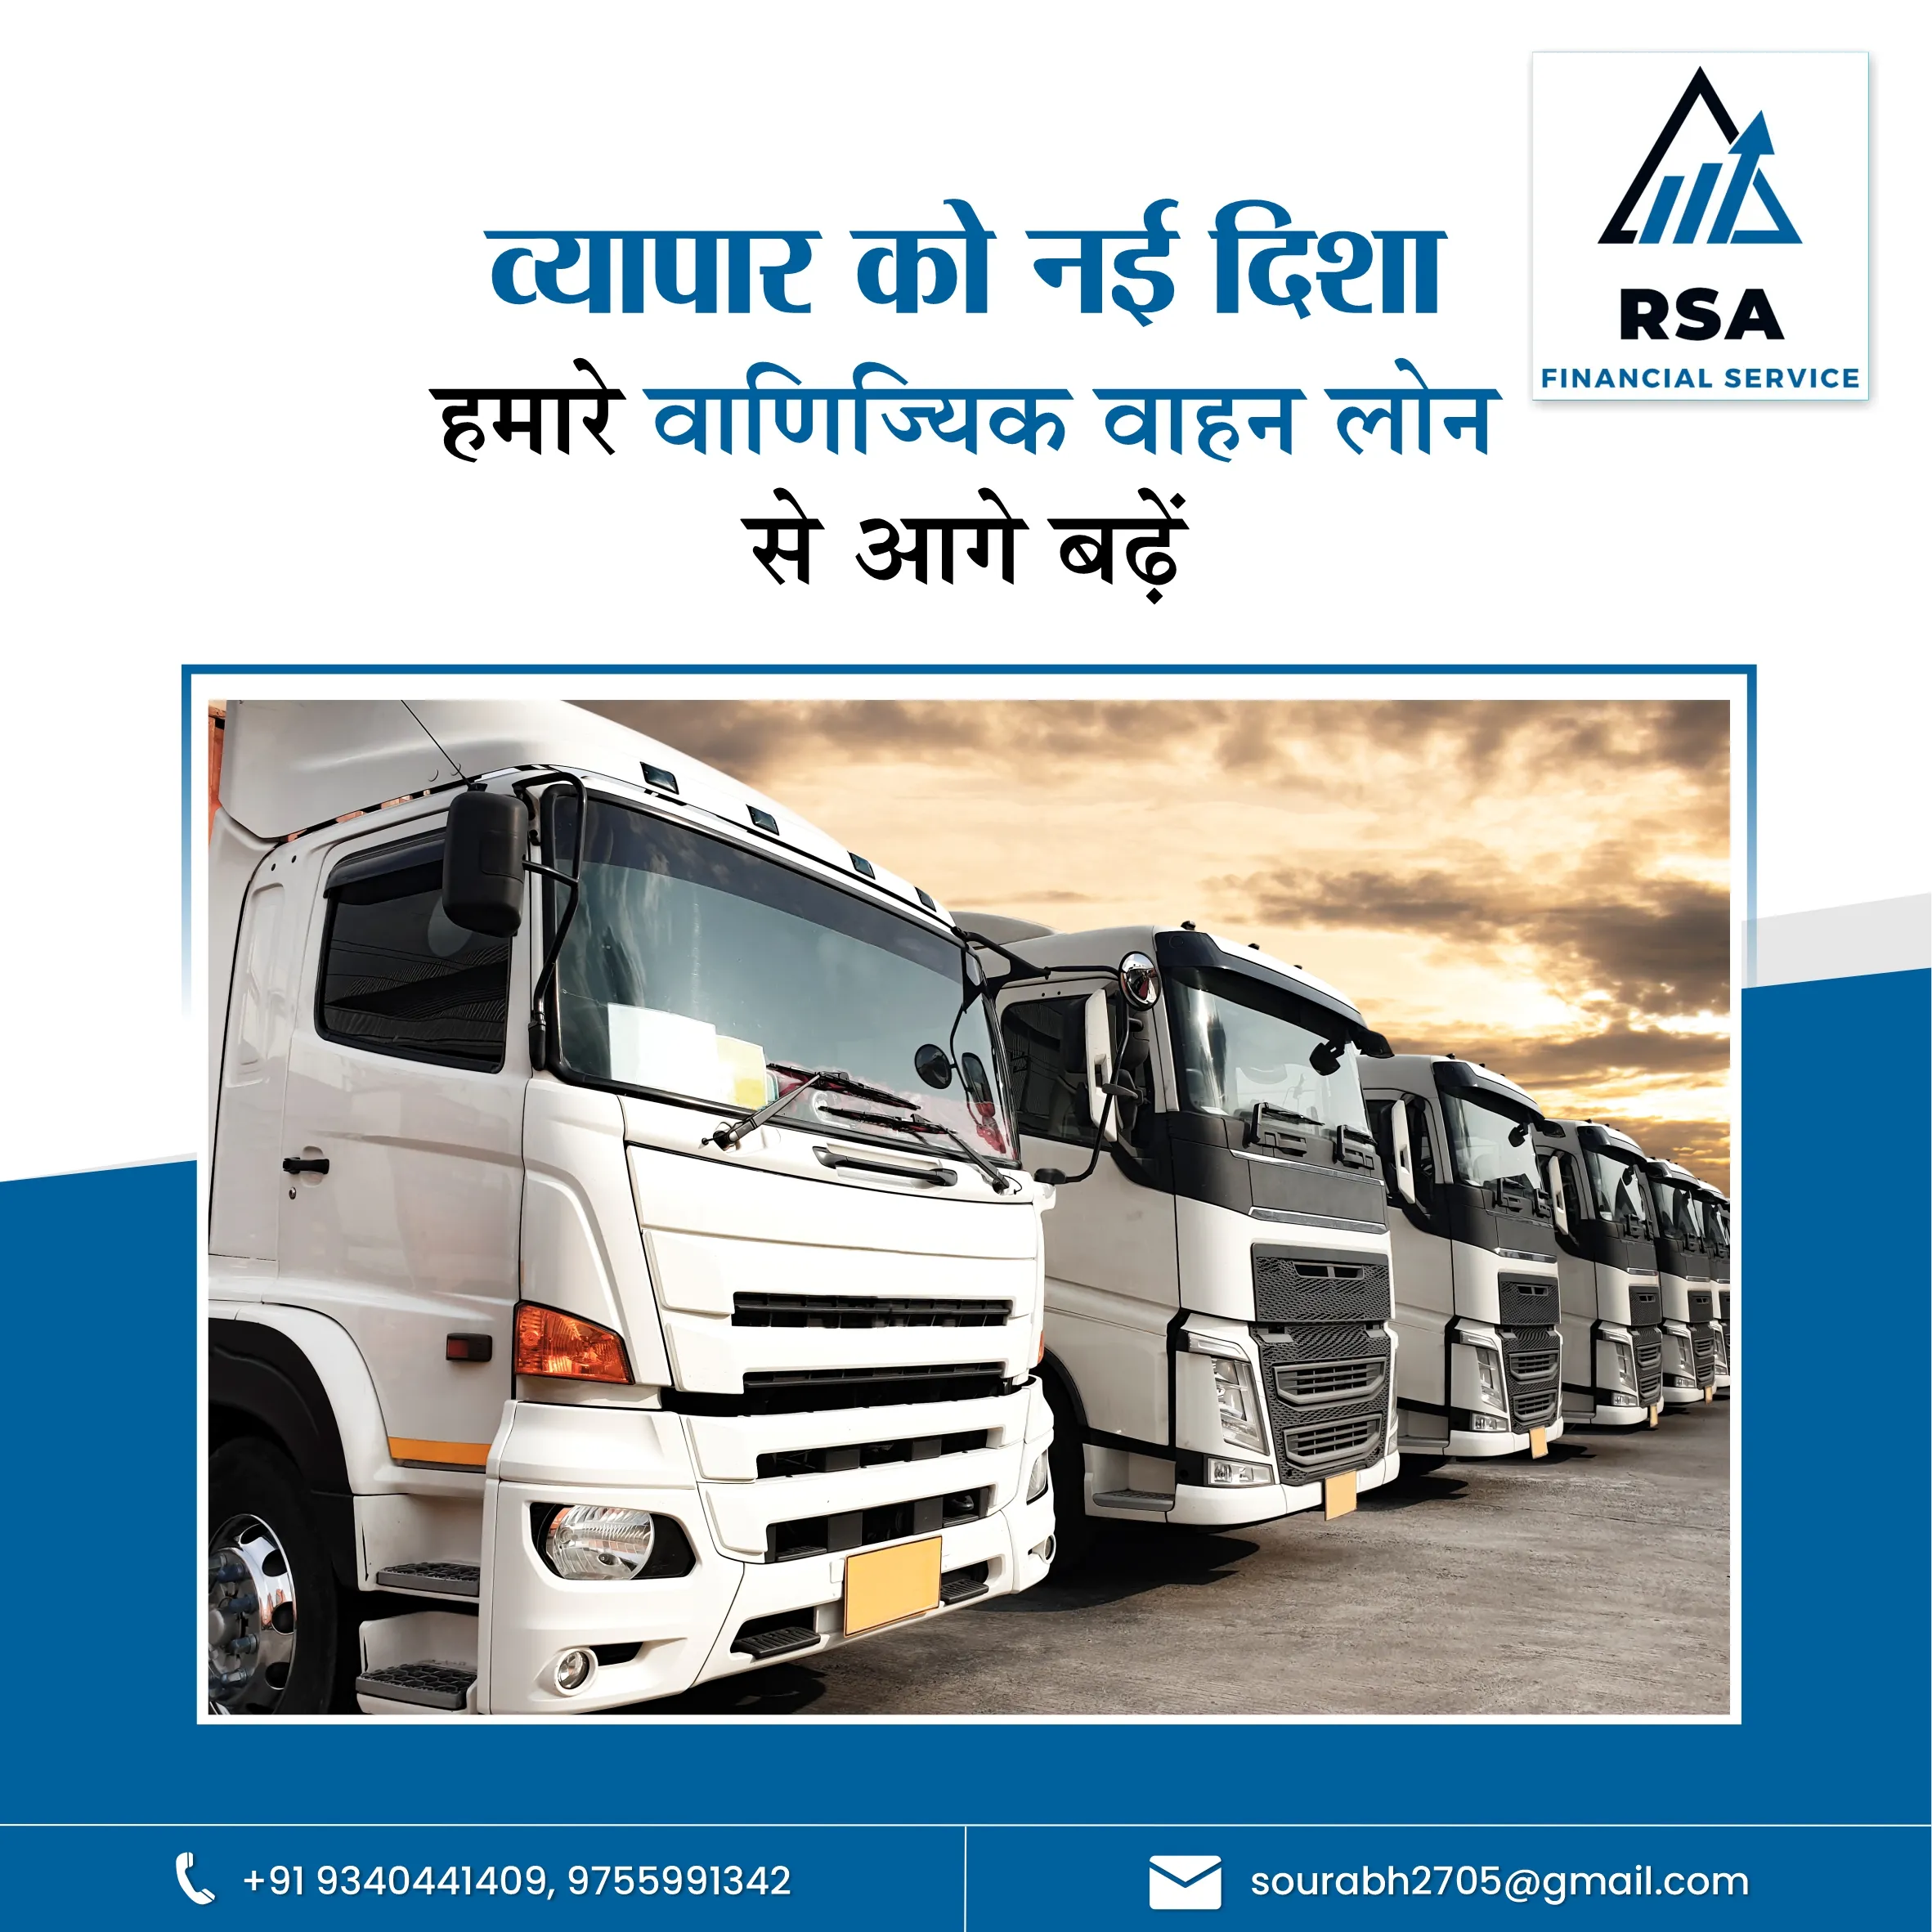 व्यापार को नई दिशा
हमारे वाणिज्यिक वाहन लोन
से आगे बढ़ें
RSA
FINANCIAL SERVICE
+91 9340441409, 9755991342
sourabh2705@gmail.com